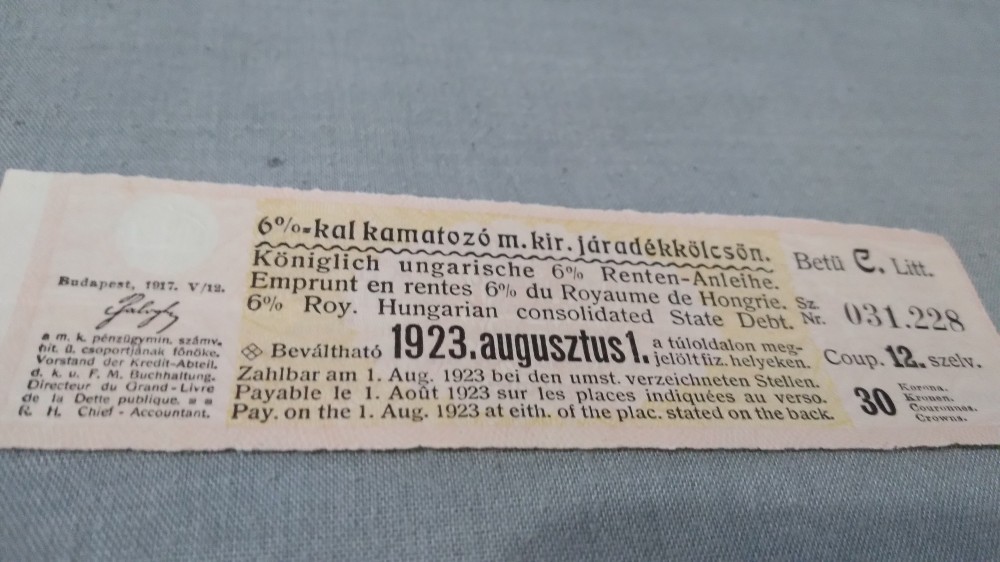 6%-kal kamatozó m. kir. járadékkölcsön.
Königlich ungarische 6% Renten-Anleihe.
Emprunt en rentes 6% du Royaume de Hongrie.
6% Roy. Hungarian consolidated State Debt.
Beváltható 1923. augusztus 1. a túloldalon meg-
jelölt fiz. helyeken.
Zahlbar am 1. Aug. 1923 bei den umst. verzeichneten Stellen.
Payable le 1. Août 1923 sur les places indiquées au verso.
Pay. on the 1. Aug. 1923 at eith. of the plac. stated on the back.
Budapest, 1917. V/12.
a m. k. pénzügymin. számv.
hit. ü. csoportjának főnöke.
Vorstand der Kredit-Abteil.
d. k. u. F. M. Buchhaltung.
Directeur du Grand-Livre
de la Dette publique.
R. H. Chief-Accountant.
Betü C. Litt.
Sz.
Nr. 031.228
Coup. 12. szelv.
30 Korona.
Kronen.
Couronnes.
Crowns.